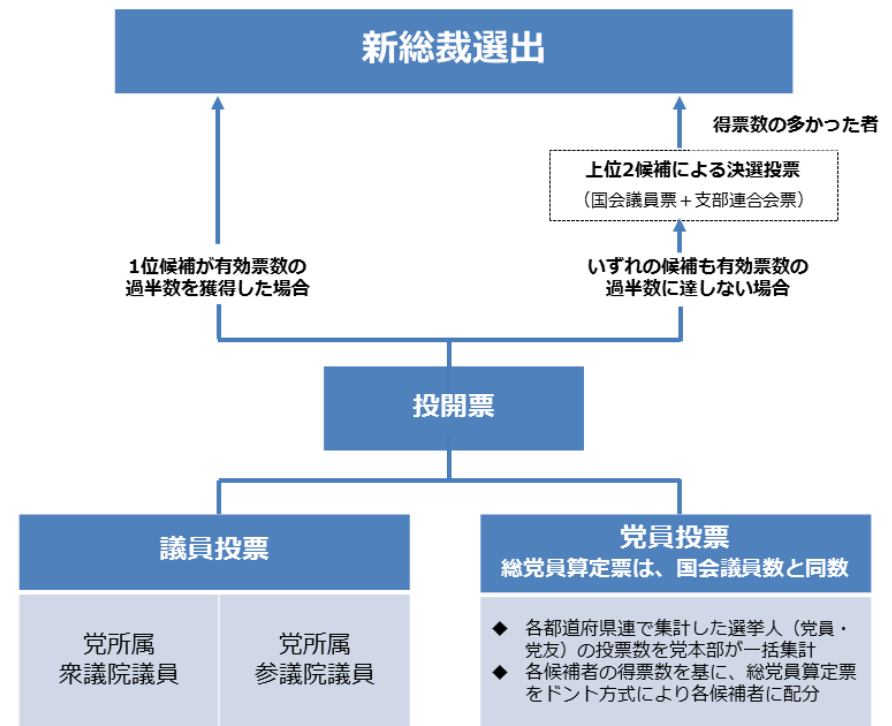 新総裁選出
得票数の多かった者
上位2候補による決選投票
（国会議員票＋支部連合会票）
1位候補が有効票数の
過半数を獲得した場合
いずれの候補も有効票数の
過半数に達しない場合
投開票
議員投票
党所属
衆議院議員
党所属
参議院議員
党員投票
総党員算定票は、国会議員数と同数
◆ 各都道府県連で集計した選挙人（党員・
党友）の投票数を党本部が一括集計
◆ 各候補者の得票数を基に、総党員算定票
をドント方式により各候補者に配分